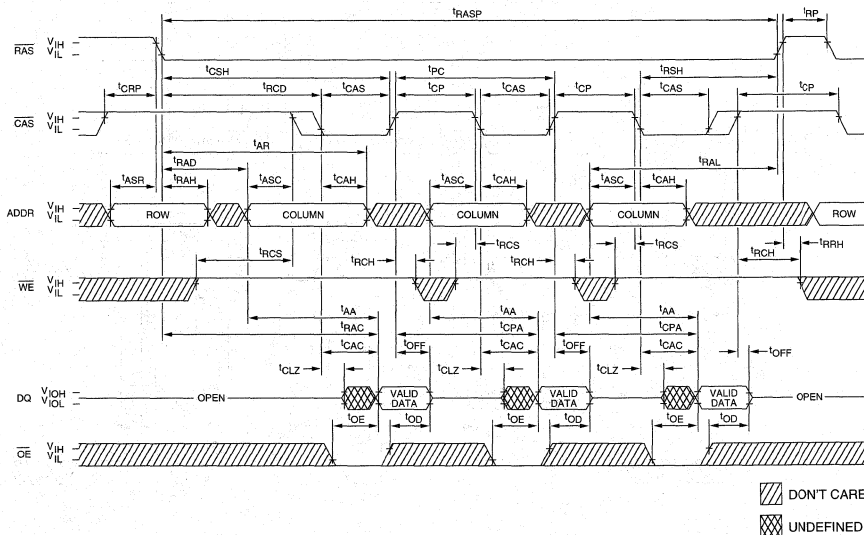 tRASP tRP
RAS VIH
VIL
tCSH tPC tRSH
tCRP tRCD tCAS tCP tCAS tCP tCAS tCP
CAS VIH
VIL
tAR
tRAD tRAL
tASR tRAH tASC tCAH tASC tCAH tASC tCAH
ADDR VIH
VIL
ROW COLUMN COLUMN COLUMN ROW
tRCS tRCH tRCS tRCH tRCS tRCH tRRH
WE VIH
VIL
tAA tAA tAA
tRAC tCPA tCPA
tCAC tOFF tCAC tOFF tCAC tOFF
tCLZ tCLZ tCLZ
DQ VIOH
VIOL
OPEN VALID DATA VALID DATA VALID DATA OPEN
tOE tOD tOE tOD tOE tOD
OE VIH
VIL
DON'T CARE
UNDEFINED